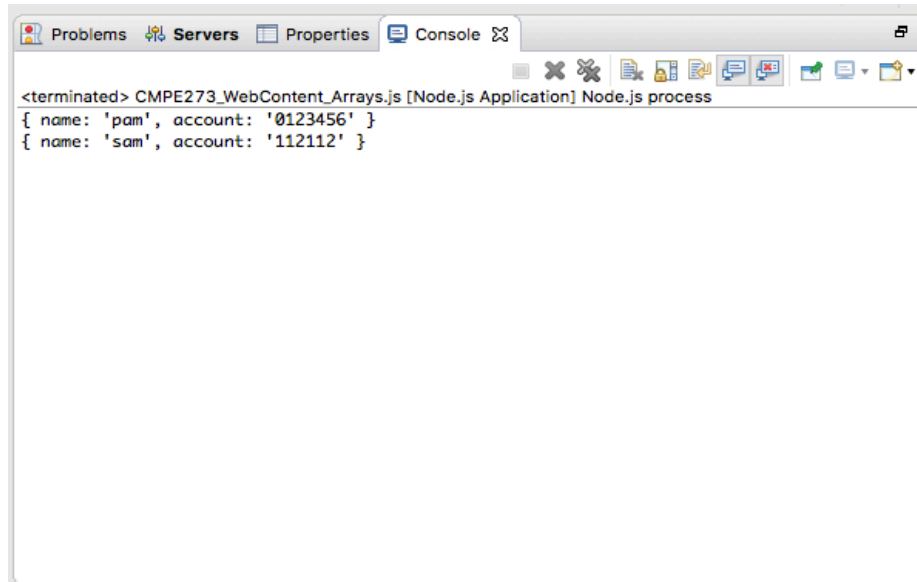 Problems Servers Properties Console
<terminated> CMPE273_WebContent_Arrays.js [Node.js Application] Node.js process
{ name: 'pam', account: '0123456' }
{ name: 'sam', account: '112112' }